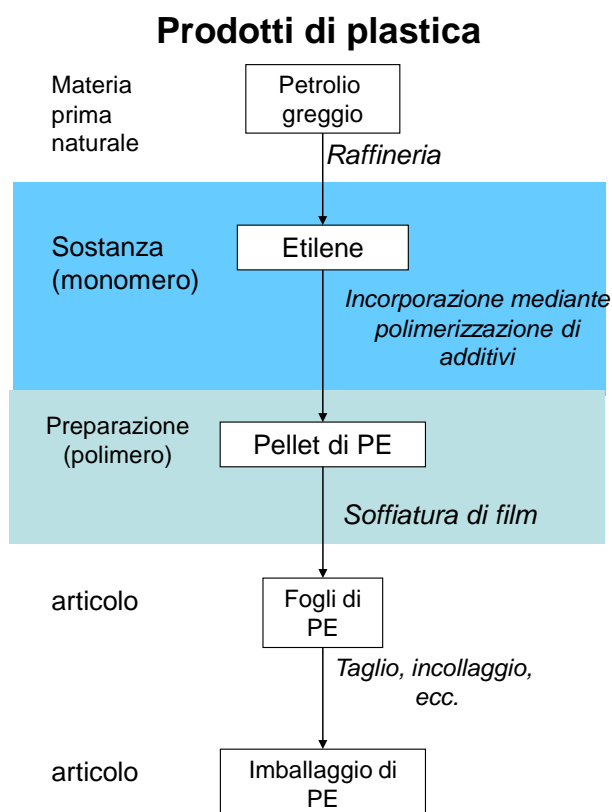 Prodotti di plastica
Materia
prima
naturale
Petrolio
greggio
Raffineria
Sostanza
(monomero)
Etilene
Incorporazione mediante
polimerizzazione di
additivi
Preparazione
(polimero)
Pellet di PE
Soffiatura di film
articolo
Fogli di
PE
Taglio, incollaggio,
ecc.
articolo
Imballaggio di
PE